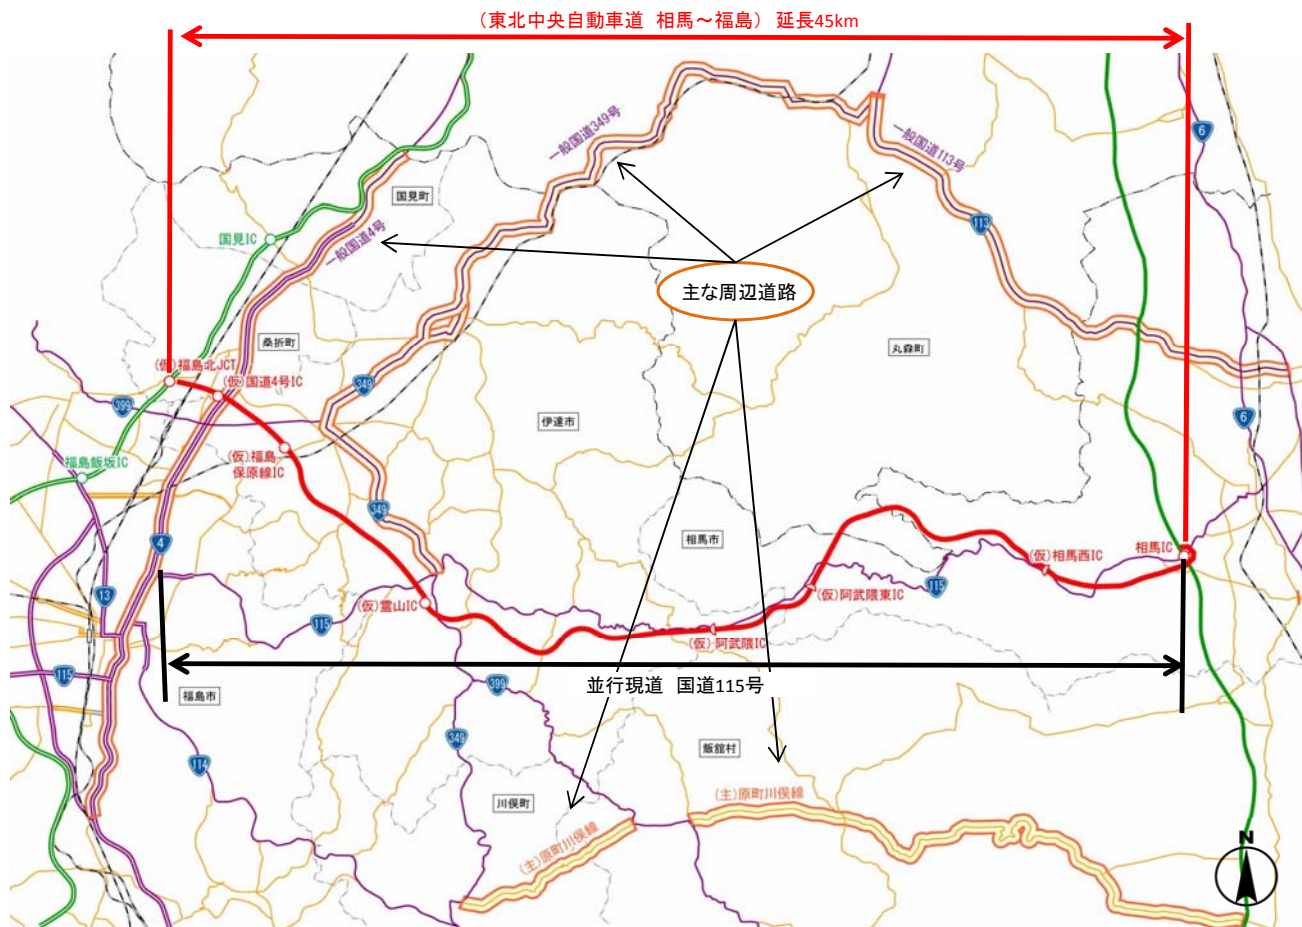 (東北中央自動車道 相馬～福島) 延長45km
6
一般国道349号
一般国道113号
国見町
113
国見IC
一般国道4号
主な周辺道路
桑折町
丸森町
(仮)福島北JCT
(仮)国道4号IC
349
399
6
伊達市
(仮)福島
保原線IC
福島飯坂IC
349
4
相馬市
(仮)相馬西IC
相馬IC
13
(仮)霊山IC
(仮)阿武隈東IC
115
115
(仮)阿武隈IC
115
399
並行現道 国道115号
福島市
349
飯舘村
114
川俣町
(主)原町川俣線
(主)原町川俣線
N